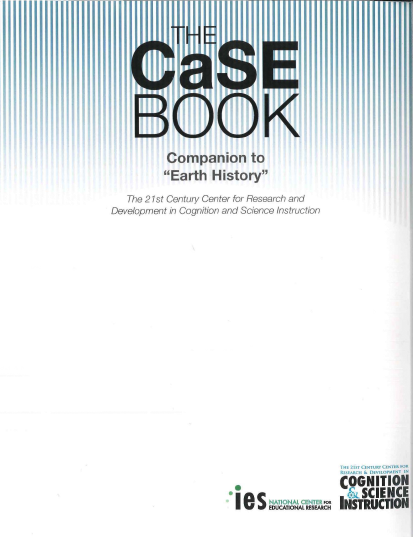 THE
CaSE
BOOK
Companion to
“Earth History”
The 21st Century Center for Research and
Development in Cognition and Science Instruction
ies NATIONAL CENTER FOR
EDUCATIONAL RESEARCH
THE 21ST CENTURY CENTER FOR
RESEARCH & DEVELOPMENT IN
COGNITION
& SCIENCE
INSTRUCTION